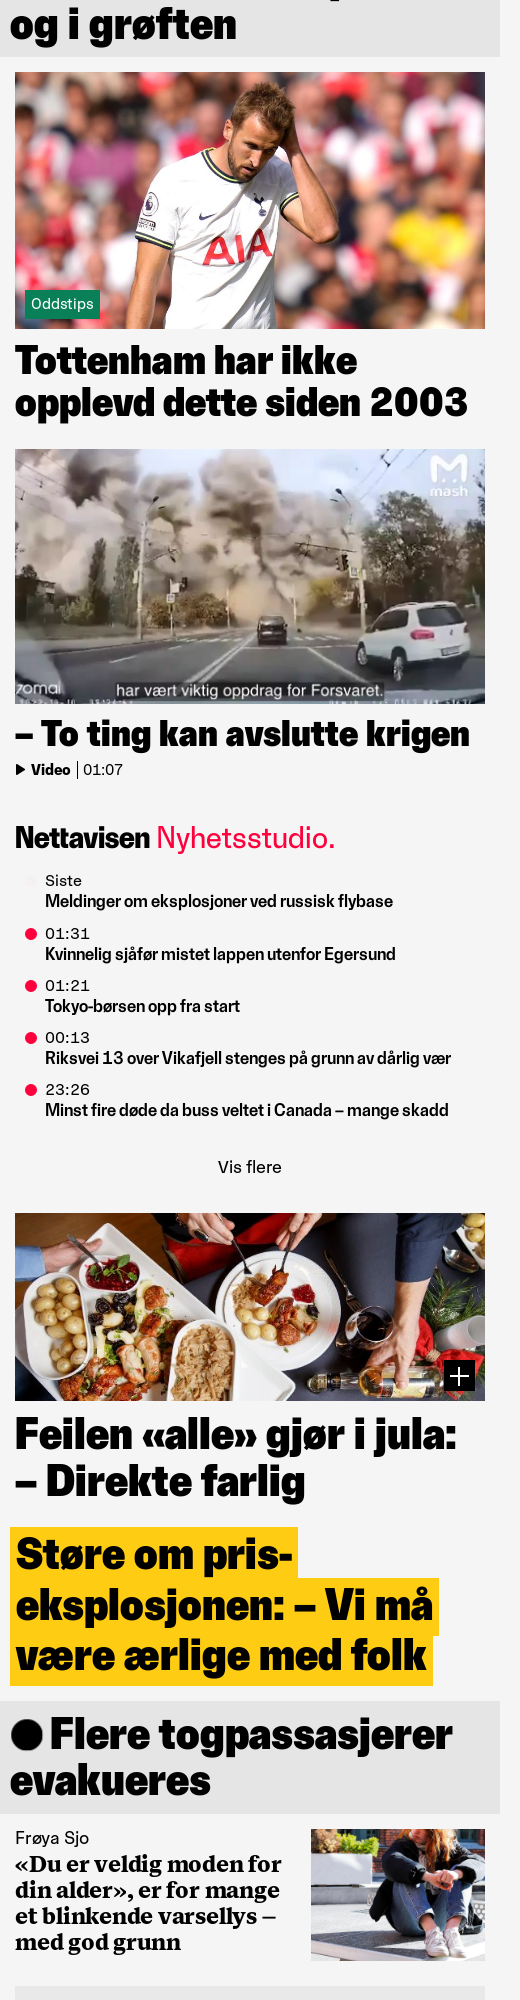 og i grøften
AIA
Oddstips
Tottenham har ikke
opplevd dette siden 2003
mash
zomai
har vært viktig oppdrag for Forsvaret.
– To ting kan avslutte krigen
Video | 01:07
Nettavisen Nyhetsstudio.
Siste
Meldinger om eksplosjoner ved russisk flybase
01:31
Kvinnelig sjåfør mistet lappen utenfor Egersund
01:21
Tokyo-børsen opp fra start
00:13
Riksvei 13 over Vikafjell stenges på grunn av dårlig vær
23:26
Minst fire døde da buss veltet i Canada – mange skadd
Vis flere
Feilen «alle» gjør i jula:
– Direkte farlig
Støre om pris-
eksplosjonen: – Vi må
være ærlige med folk
Flere togpassasjerer
evakueres
Frøya Sjo
«Du er veldig moden for
din alder», er for mange
et blinkende varsellys –
med god grunn